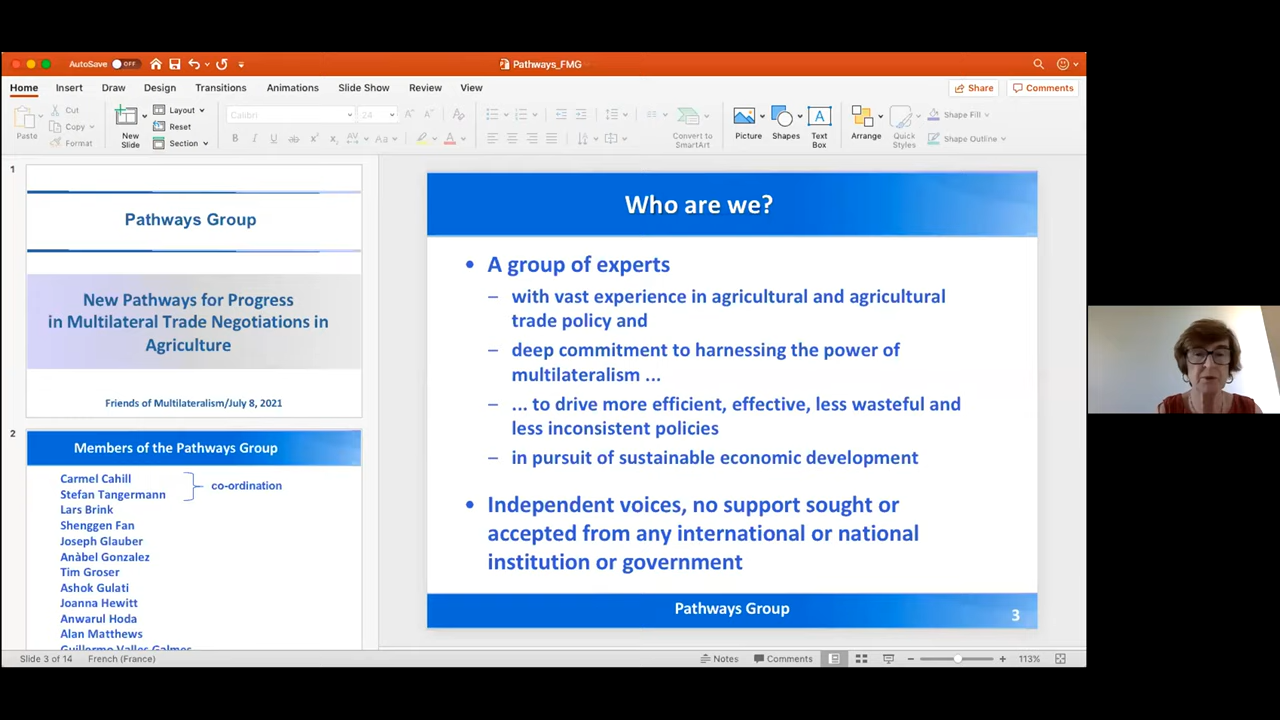 AutoSave OFF
Pathways_FMG
Home Insert Draw Design Transitions Animations Slide Show Review View
Share Comments
Paste
Cut
Copy
Format
New Slide
Layout
Reset
Section
Calibri 24
Convert to SmartArt
Picture
Shapes
Text Box
Arrange
Quick Styles
Shape Fill
Shape Outline
1
Pathways Group
New Pathways for Progress
in Multilateral Trade Negotiations in
Agriculture
Friends of Multilateralism/July 8, 2021
2
Members of the Pathways Group
Carmel Cahill
Stefan Tangermann
co-ordination
Lars Brink
Shenggen Fan
Joseph Glauber
Anàbel Gonzalez
Tim Groser
Ashok Gulati
Joanna Hewitt
Anwarul Hoda
Alan Matthews
Guillermo Valles Galmes
Who are we?
• A group of experts
– with vast experience in agricultural and agricultural
trade policy and
– deep commitment to harnessing the power of
multilateralism ...
– ... to drive more efficient, effective, less wasteful and
less inconsistent policies
– in pursuit of sustainable economic development
• Independent voices, no support sought or
accepted from any international or national
institution or government
Pathways Group
3
Slide 3 of 14 French (France)
Notes Comments 113%